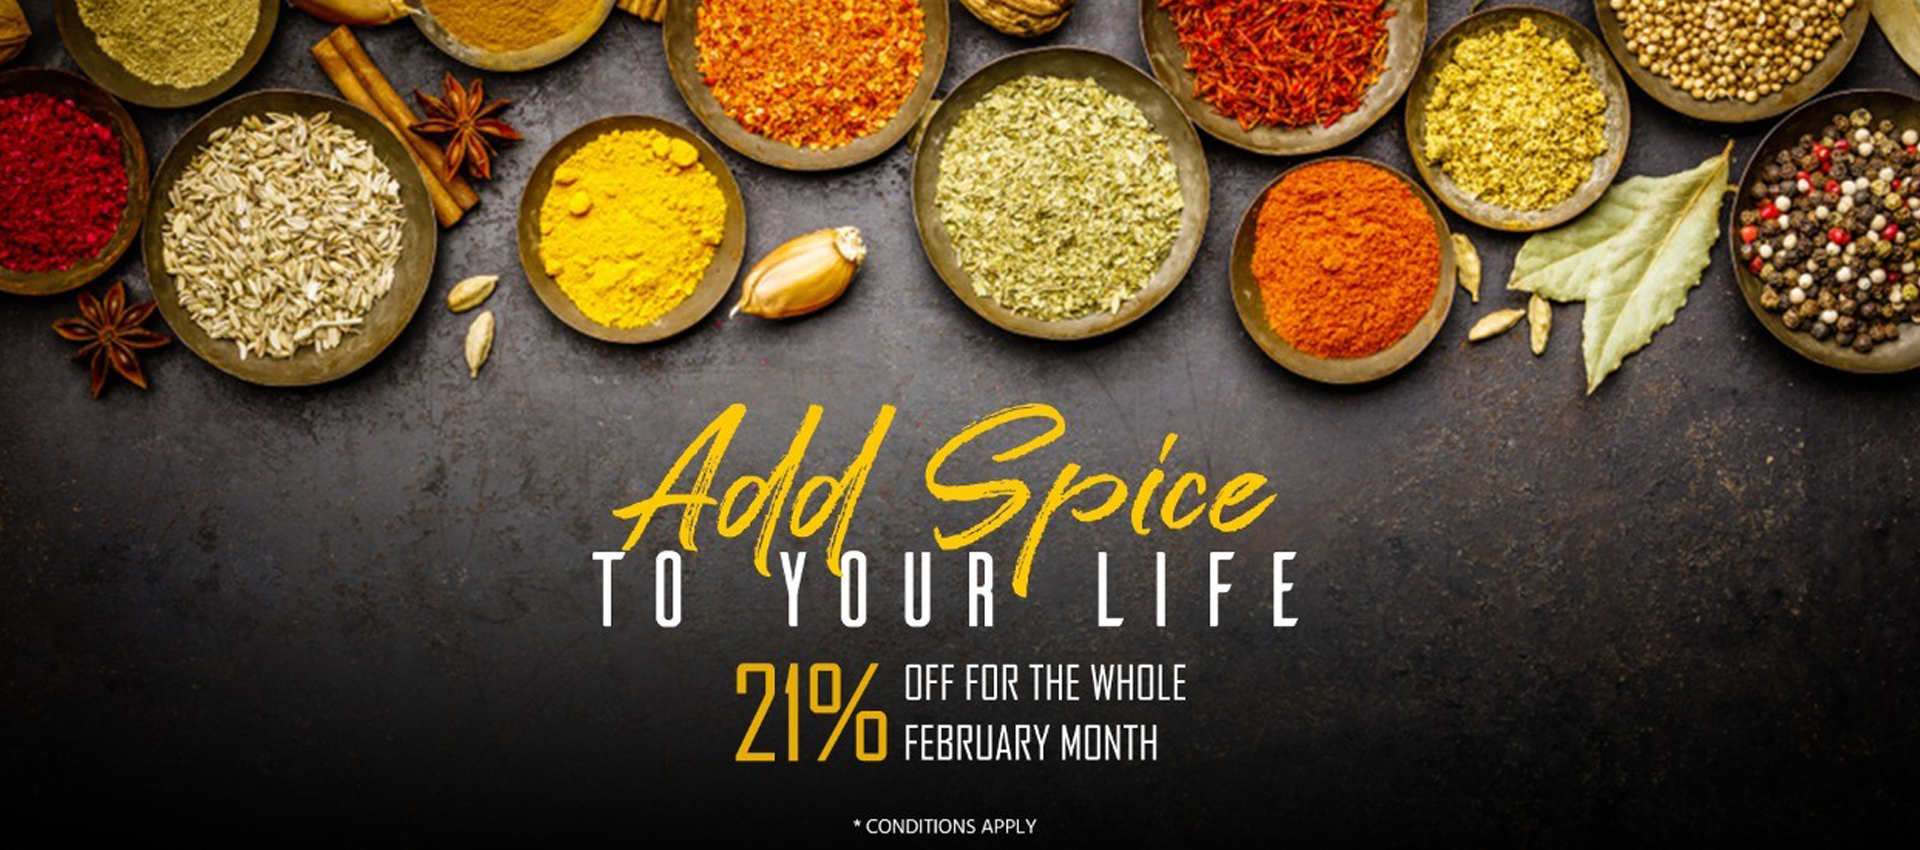 Add Spice
TO YOUR LIFE
21% OFF FOR THE WHOLE
FEBRUARY MONTH
* CONDITIONS APPLY